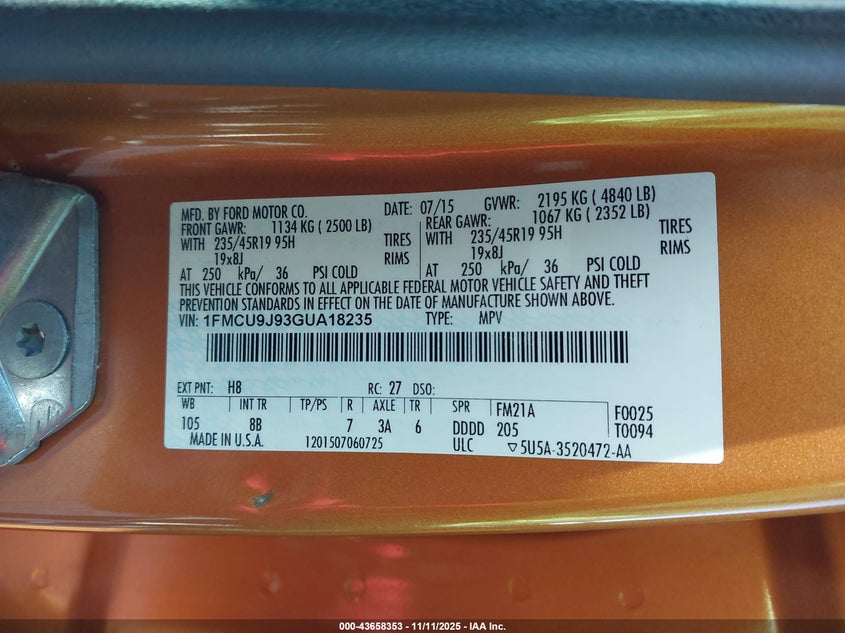 MFD. BY FORD MOTOR CO. DATE: 07/15 GVWR: 2195 KG ( 4840 LB)
FRONT GAWR: 1134 KG ( 2500 LB) REAR GAWR: 1067 KG ( 2352 LB)
WITH 235/45R19 95H TIRES WITH 235/45R19 95H TIRES
19x8J RIMS 19x8J RIMS
AT 250 kPa/ 36 PSI COLD AT 250 kPa/ 36 PSI COLD
THIS VEHICLE CONFORMS TO ALL APPLICABLE FEDERAL MOTOR VEHICLE SAFETY AND THEFT
PREVENTION STANDARDS IN EFFECT ON THE DATE OF MANUFACTURE SHOWN ABOVE.
VIN: 1FMCU9J93GUA18235 TYPE: MPV
EXT PNT: H8 RC: 27 DSO:
WB INT TR TP/PS R AXLE TR SPR FM21A F0025
105 8B 7 3A 6 DDDD 205 T0094
MADE IN U.S.A. 1201507060725 ULC ▽5U5A-3520472-AA
000-43658353 - 11/11/2025 - IAA Inc.